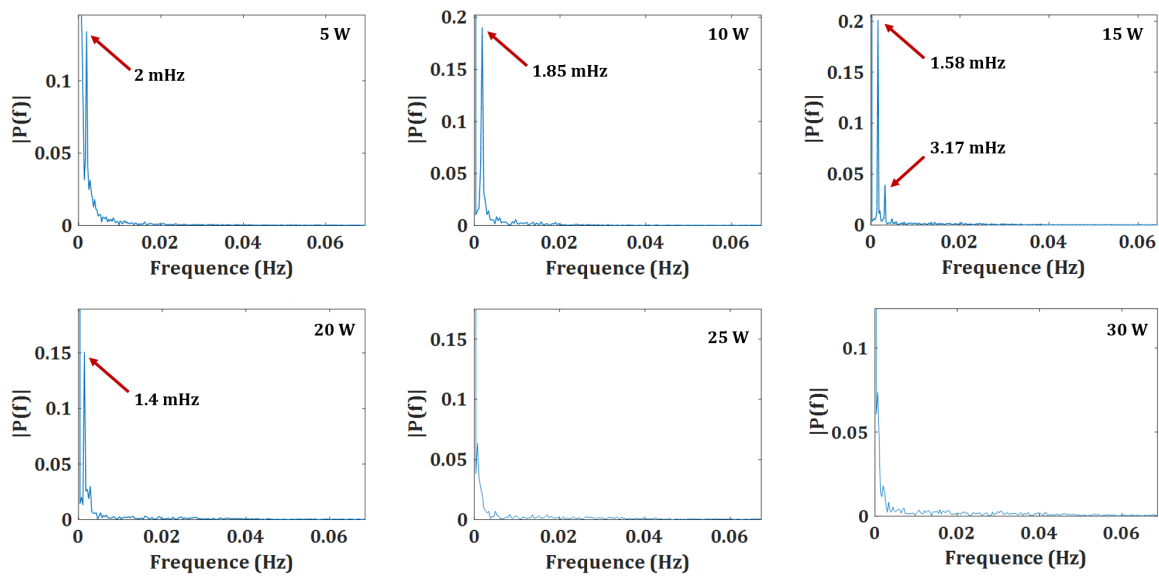 5 W
2 mHz
0.1
0.05
0
|P(f)|
0 0.02 0.04 0.06
Frequence (Hz)
10 W
1.85 mHz
0.2
0.15
0.1
0.05
0
|P(f)|
0 0.02 0.04 0.06
Frequence (Hz)
15 W
1.58 mHz
3.17 mHz
0.2
0.15
0.1
0.05
0
|P(f)|
0 0.02 0.04 0.06
Frequence (Hz)
20 W
1.4 mHz
0.15
0.1
0.05
0
|P(f)|
0 0.02 0.04 0.06
Frequence (Hz)
25 W
0.15
0.1
0.05
0
|P(f)|
0 0.02 0.04 0.06
Frequence (Hz)
30 W
0.1
0.05
0
|P(f)|
0 0.02 0.04 0.06
Frequence (Hz)